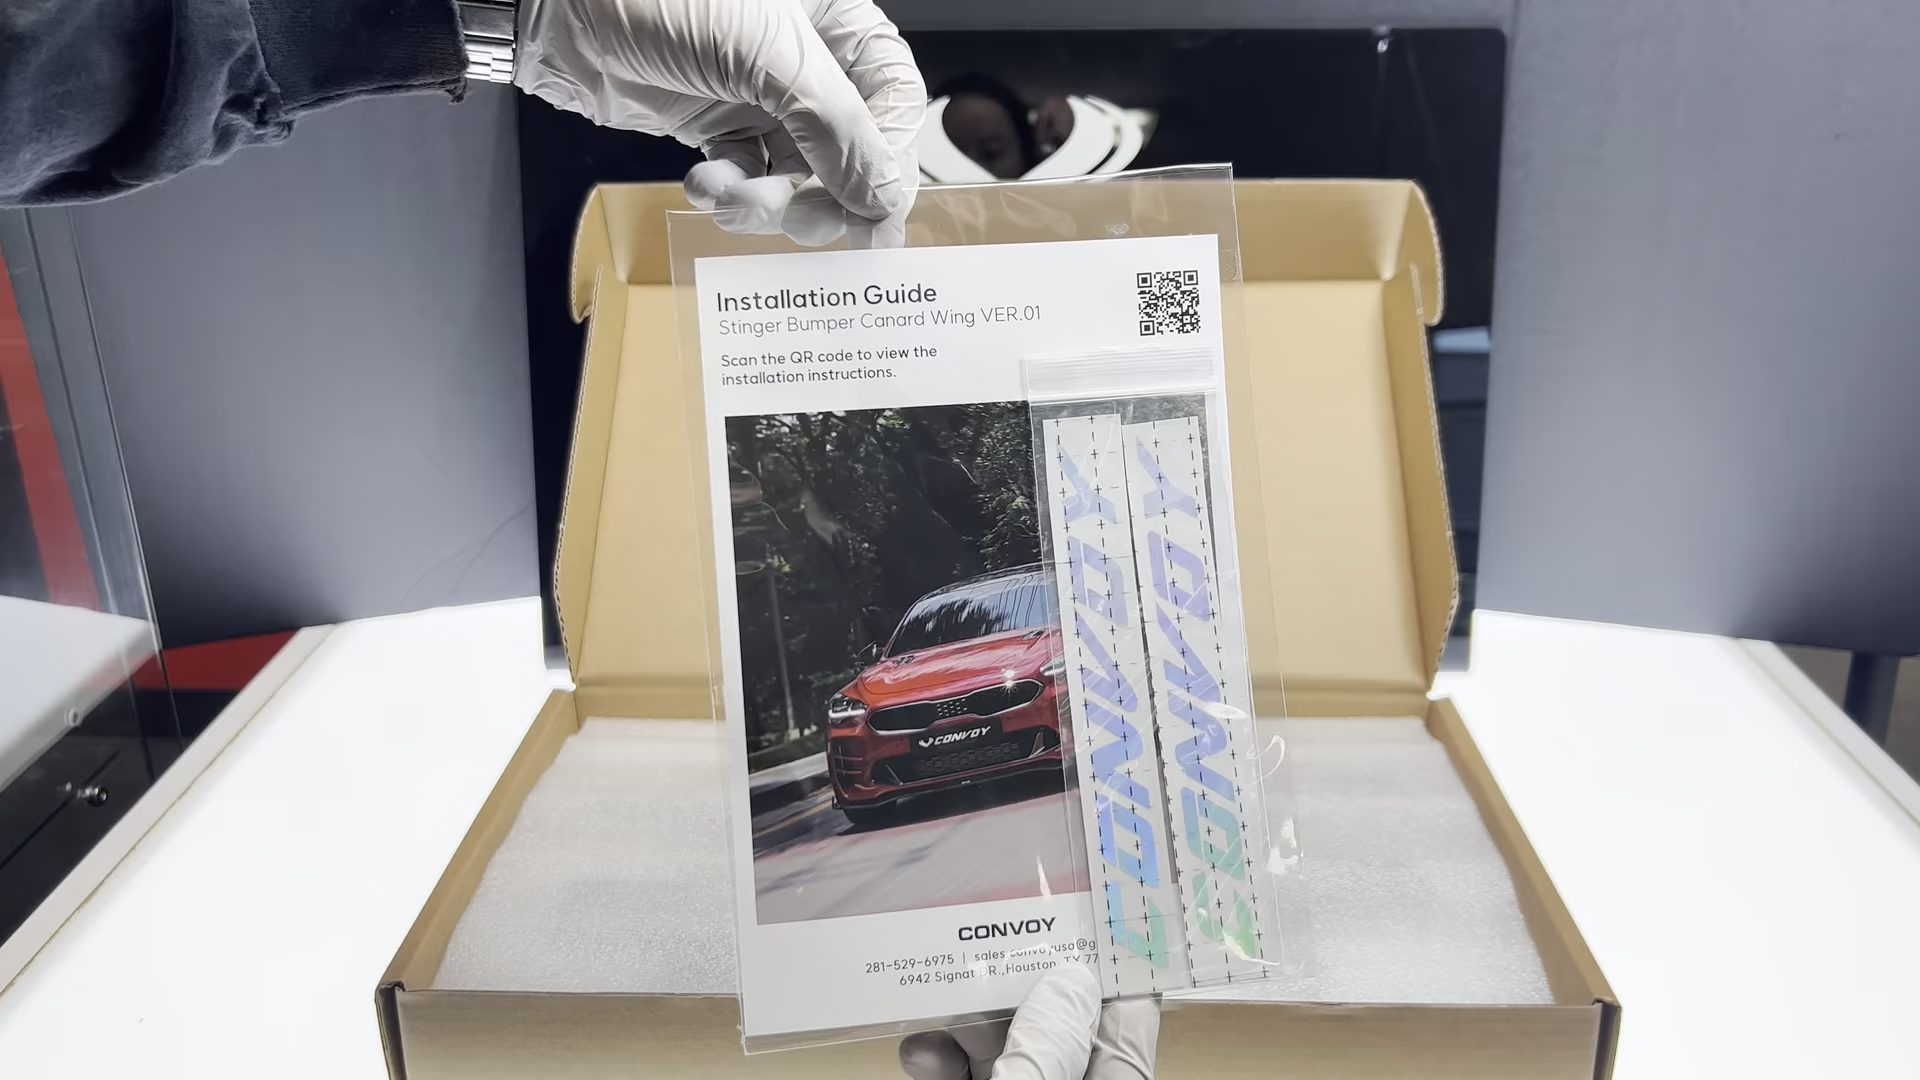 Installation Guide
Stinger Bumper Canard Wing VER.01
Scan the QR code to view the
installation instructions.
CONVOY
CONVOY
CONVOY
CONVOY
281-529-6975 | sales.convoyusa@g
6942 Signat DR.,Houston, TX 77